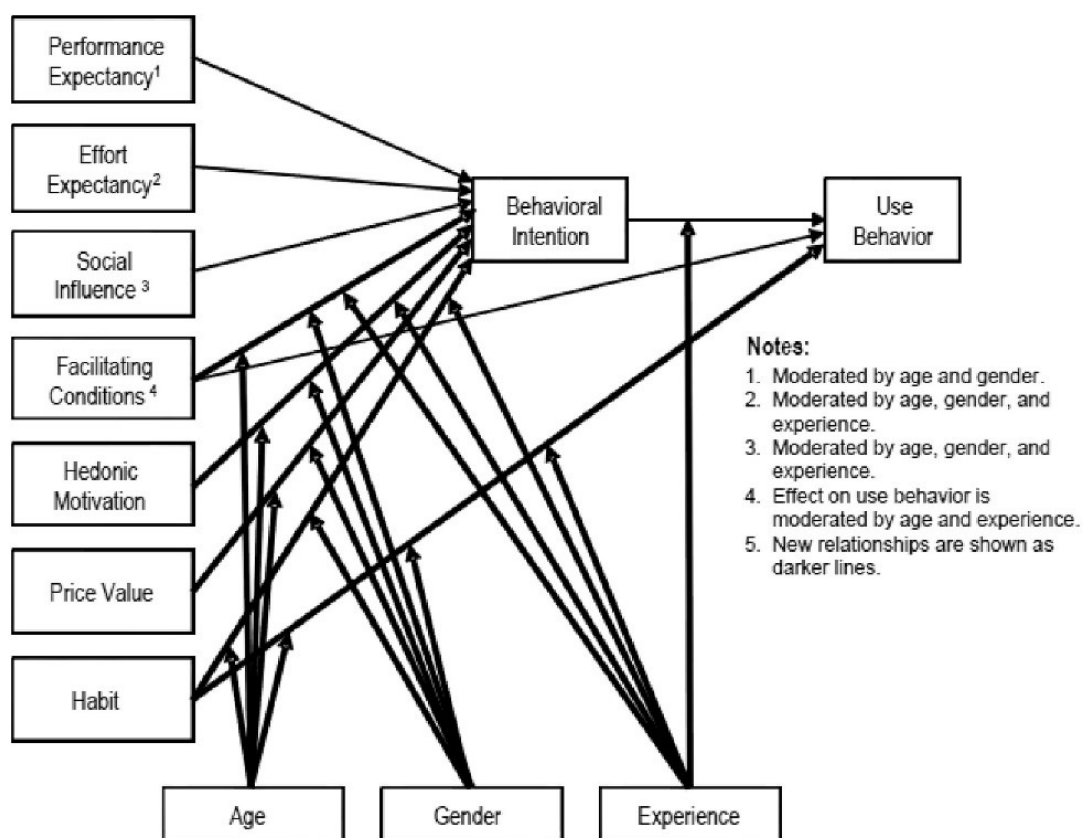 Performance
Expectancy¹
Effort
Expectancy²
Social
Influence ³
Facilitating
Conditions ⁴
Hedonic
Motivation
Price Value
Habit
Behavioral
Intention
Use
Behavior
Notes:
1. Moderated by age and gender.
2. Moderated by age, gender, and
experience.
3. Moderated by age, gender, and
experience.
4. Effect on use behavior is
moderated by age and experience.
5. New relationships are shown as
darker lines.
Age
Gender
Experience